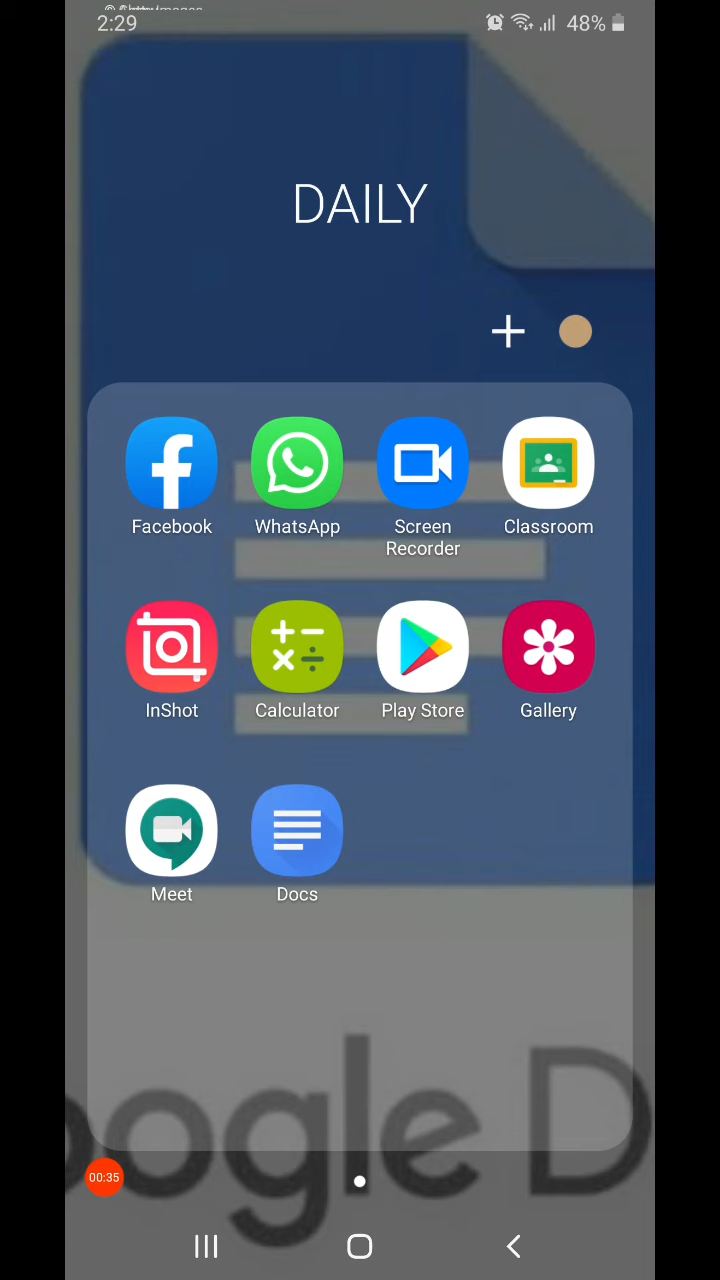 2:29
48%
DAILY
Facebook WhatsApp Screen Recorder Classroom
InShot Calculator Play Store Gallery
Meet Docs
oogle D
00:35